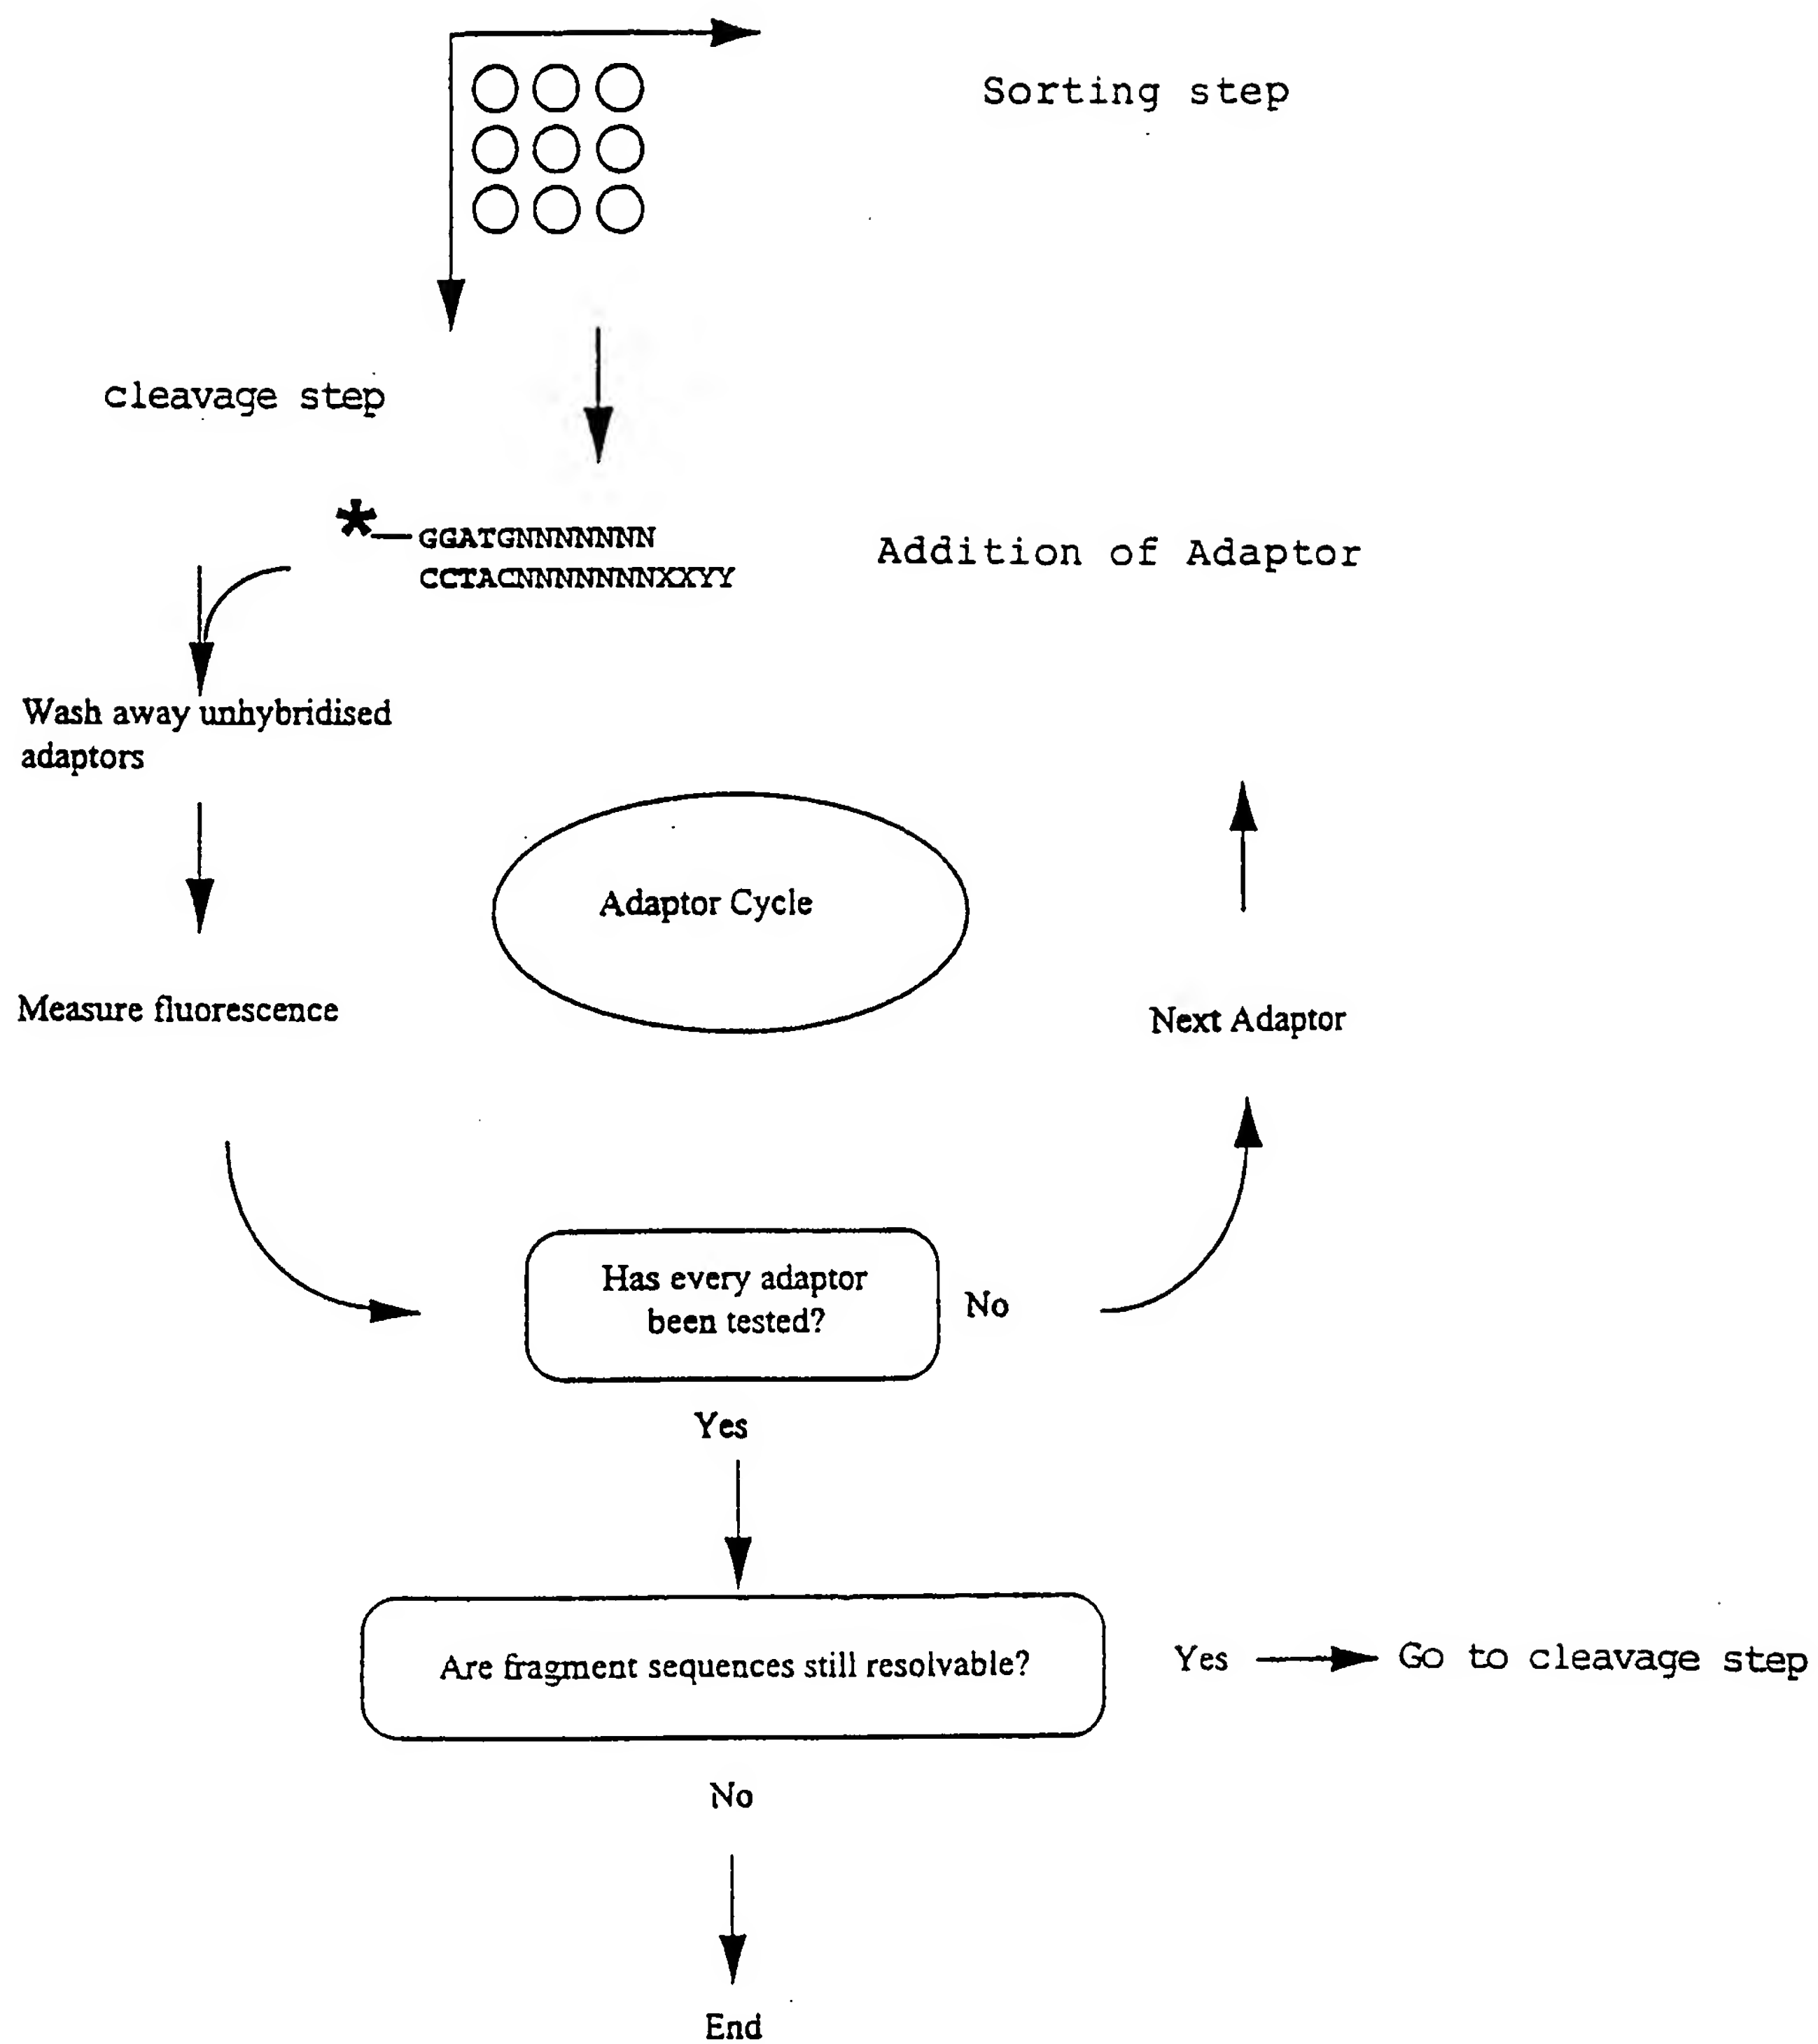 Sorting step
cleavage step
*
GGATGNNNNNNN
CCTACNNNNNNNXXYY
Addition of Adaptor
Wash away unhybridised
adaptors
Adaptor Cycle
Measure fluorescence
Next Adaptor
Has every adaptor
been tested?
No
Yes
Are fragment sequences still resolvable?
Yes
Go to cleavage step
No
End